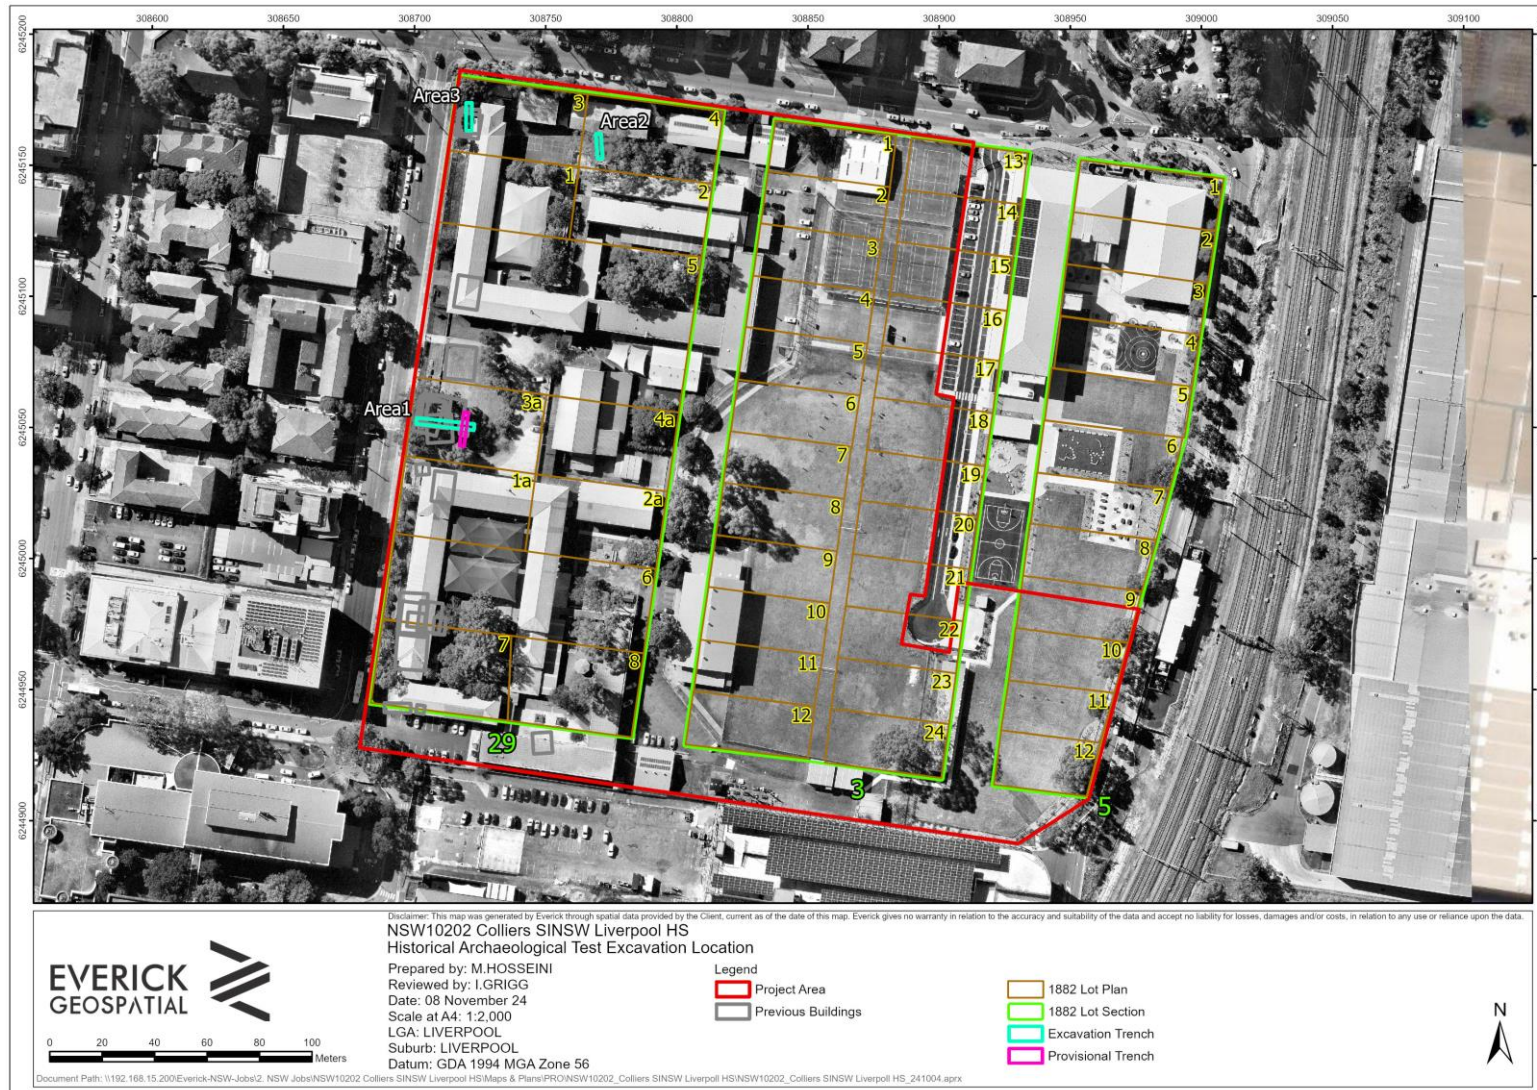 308600 308650 308700 308750 308800 308850 308900 308950 309000 309050 309100
6245200
6245150
6245100
6245050
6245000
6244950
6244900
Area3
Area2
Area1
3
4
1
2
5
3a
4a
1a
2a
6
7
8
29
1
2
3
4
5
6
7
8
9
10
11
12
13
14
15
16
17
18
19
20
21
22
23
24
3
1
2
3
4
5
6
7
8
9
10
11
12
5
Disclaimer: This map was generated by Everick through spatial data provided by the Client, current as of the date of this map. Everick gives no warranty in relation to the accuracy and suitability of the data and accept no liability for losses, damages and/or costs, in relation to any use or reliance upon the data.
EVERICK
GEOSPATIAL
0 20 40 60 80 100
Meters
NSW10202 Colliers SINSW Liverpool HS
Historical Archaeological Test Excavation Location
Prepared by: M.HOSSEINI
Reviewed by: I.GRIGG
Date: 08 November 24
Scale at A4: 1:2,000
LGA: LIVERPOOL
Suburb: LIVERPOOL
Datum: GDA 1994 MGA Zone 56
Legend
Project Area
Previous Buildings
1882 Lot Plan
1882 Lot Section
Excavation Trench
Provisional Trench
N
Document Path: \\192.168.15.200\Everick-NSW-Jobs\2. NSW Jobs\NSW10202 Colliers SINSW Liverpool HS\Maps & Plans\PRO\NSW10202_Colliers SINSW Liverpoll HS\NSW10202_Colliers SINSW Liverpoll HS_241004.aprx